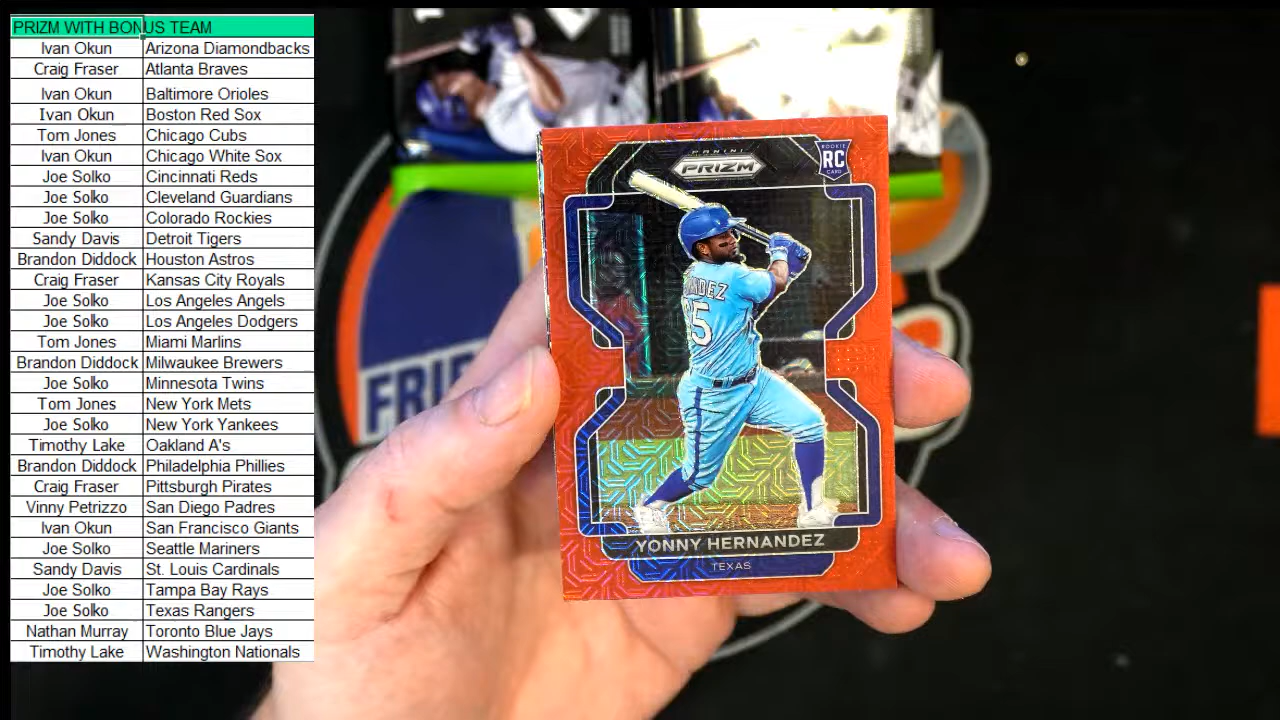 PRIZM WITH BONUS TEAM
Ivan Okun Arizona Diamondbacks
Craig Fraser Atlanta Braves
Ivan Okun Baltimore Orioles
Ivan Okun Boston Red Sox
Tom Jones Chicago Cubs
Ivan Okun Chicago White Sox
Joe Solko Cincinnati Reds
Joe Solko Cleveland Guardians
Joe Solko Colorado Rockies
Sandy Davis Detroit Tigers
Brandon Diddock Houston Astros
Craig Fraser Kansas City Royals
Joe Solko Los Angeles Angels
Joe Solko Los Angeles Dodgers
Tom Jones Miami Marlins
Brandon Diddock Milwaukee Brewers
Joe Solko Minnesota Twins
Tom Jones New York Mets
Joe Solko New York Yankees
Timothy Lake Oakland A's
Brandon Diddock Philadelphia Phillies
Craig Fraser Pittsburgh Pirates
Vinny Petrizzo San Diego Padres
Ivan Okun San Francisco Giants
Joe Solko Seattle Mariners
Sandy Davis St. Louis Cardinals
Joe Solko Tampa Bay Rays
Joe Solko Texas Rangers
Nathan Murray Toronto Blue Jays
Timothy Lake Washington Nationals
PANINI
PRIZM
ROOKIE
RC
CARD
NDEZ
5
YONNY HERNANDEZ
TEXAS
FRIE